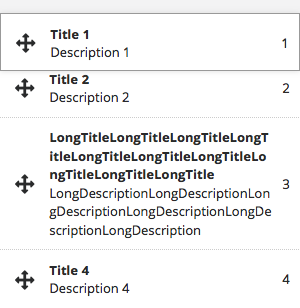 Title 1
Description 1
1
Title 2
Description 2
2
LongTitleLongTitleLongTitleLongT
itleLongTitleLongTitleLongTitleLo
ngTitleLongTitleLongTitle
LongDescriptionLongDescriptionLon
gDescriptionLongDescriptionLongDe
scriptionLongDescription
3
Title 4
Description 4
4